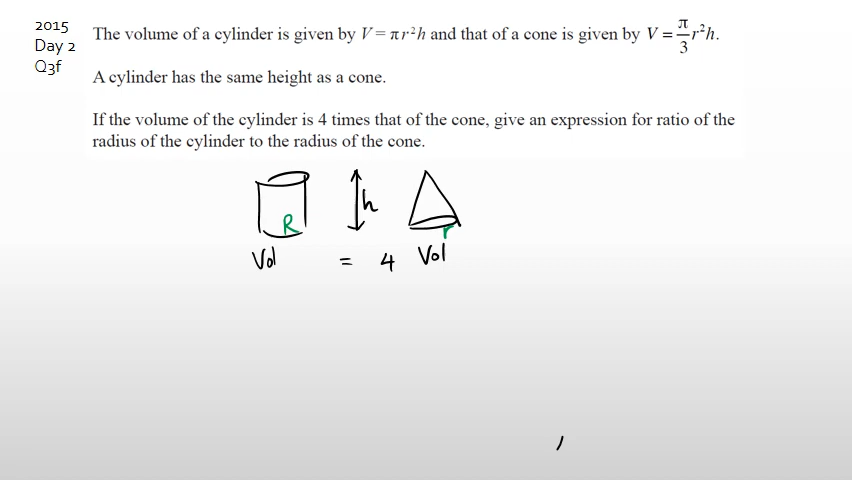 2015
Day 2
Q3f
The volume of a cylinder is given by V = πr²h and that of a cone is given by V = π/3 r²h.
A cylinder has the same height as a cone.
If the volume of the cylinder is 4 times that of the cone, give an expression for ratio of the
radius of the cylinder to the radius of the cone.
R h r
Vol = 4 Vol